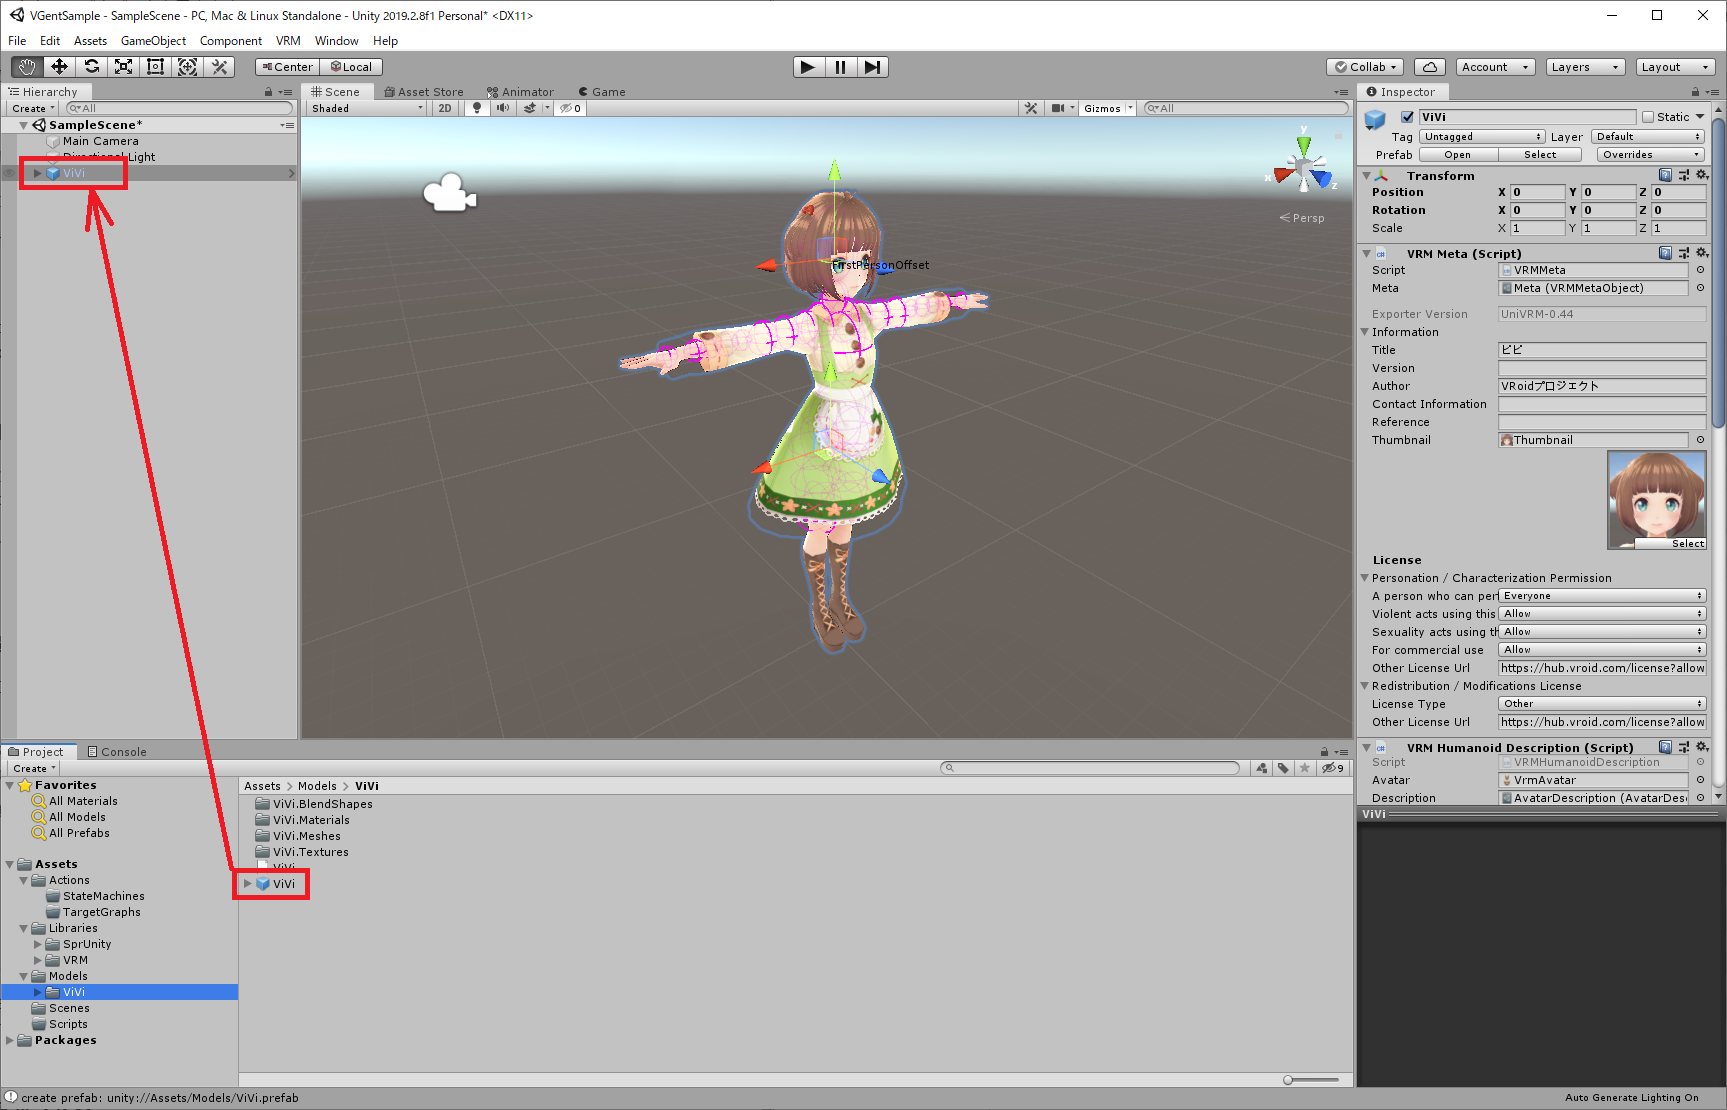 VGentSample - SampleScene - PC, Mac & Linux Standalone - Unity 2019.2.8f1 Personal* <DX11>
File Edit Assets GameObject Component VRM Window Help
Center Local Collab Account Layers Layout
Hierarchy
Create All
SampleScene*
Main Camera
Directional Light
ViVi
Scene Asset Store Animator Game
Shaded 2D 0 Gizmos All
y
x
z
Persp
FirstPersonOffset
Inspector
ViVi Static
Tag Untagged Layer Default
Prefab Open Select Overrides
Transform
Position X 0 Y 0 Z 0
Rotation X 0 Y 0 Z 0
Scale X 1 Y 1 Z 1
VRM Meta (Script)
Script VRMMeta
Meta Meta (VRMMetaObject)
Exporter Version UniVRM-0.44
Information
Title ビビ
Version
Author VRoidプロジェクト
Contact Information
Reference
Thumbnail Thumbnail
Select
License
Personation / Characterization Permission
A person who can per Everyone
Violent acts using this Allow
Sexuality acts using th Allow
For commercial use Allow
Other License Url https://hub.vroid.com/license?allow
Redistribution / Modifications License
License Type Other
Other License Url https://hub.vroid.com/license?allow
VRM Humanoid Description (Script)
Script VRMHumanoidDescription
Avatar VrmAvatar
Description AvatarDescription (AvatarDes
ViVi
Project Console
Create 9
Favorites
All Materials
All Models
All Prefabs
Assets
Actions
StateMachines
TargetGraphs
Libraries
SprUnity
VRM
Models
ViVi
Scenes
Scripts
Packages
Assets > Models > ViVi
ViVi.BlendShapes
ViVi.Materials
ViVi.Meshes
ViVi.Textures
ViVi
ViVi
create prefab: unity://Assets/Models/ViVi.prefab
Auto Generate Lighting On